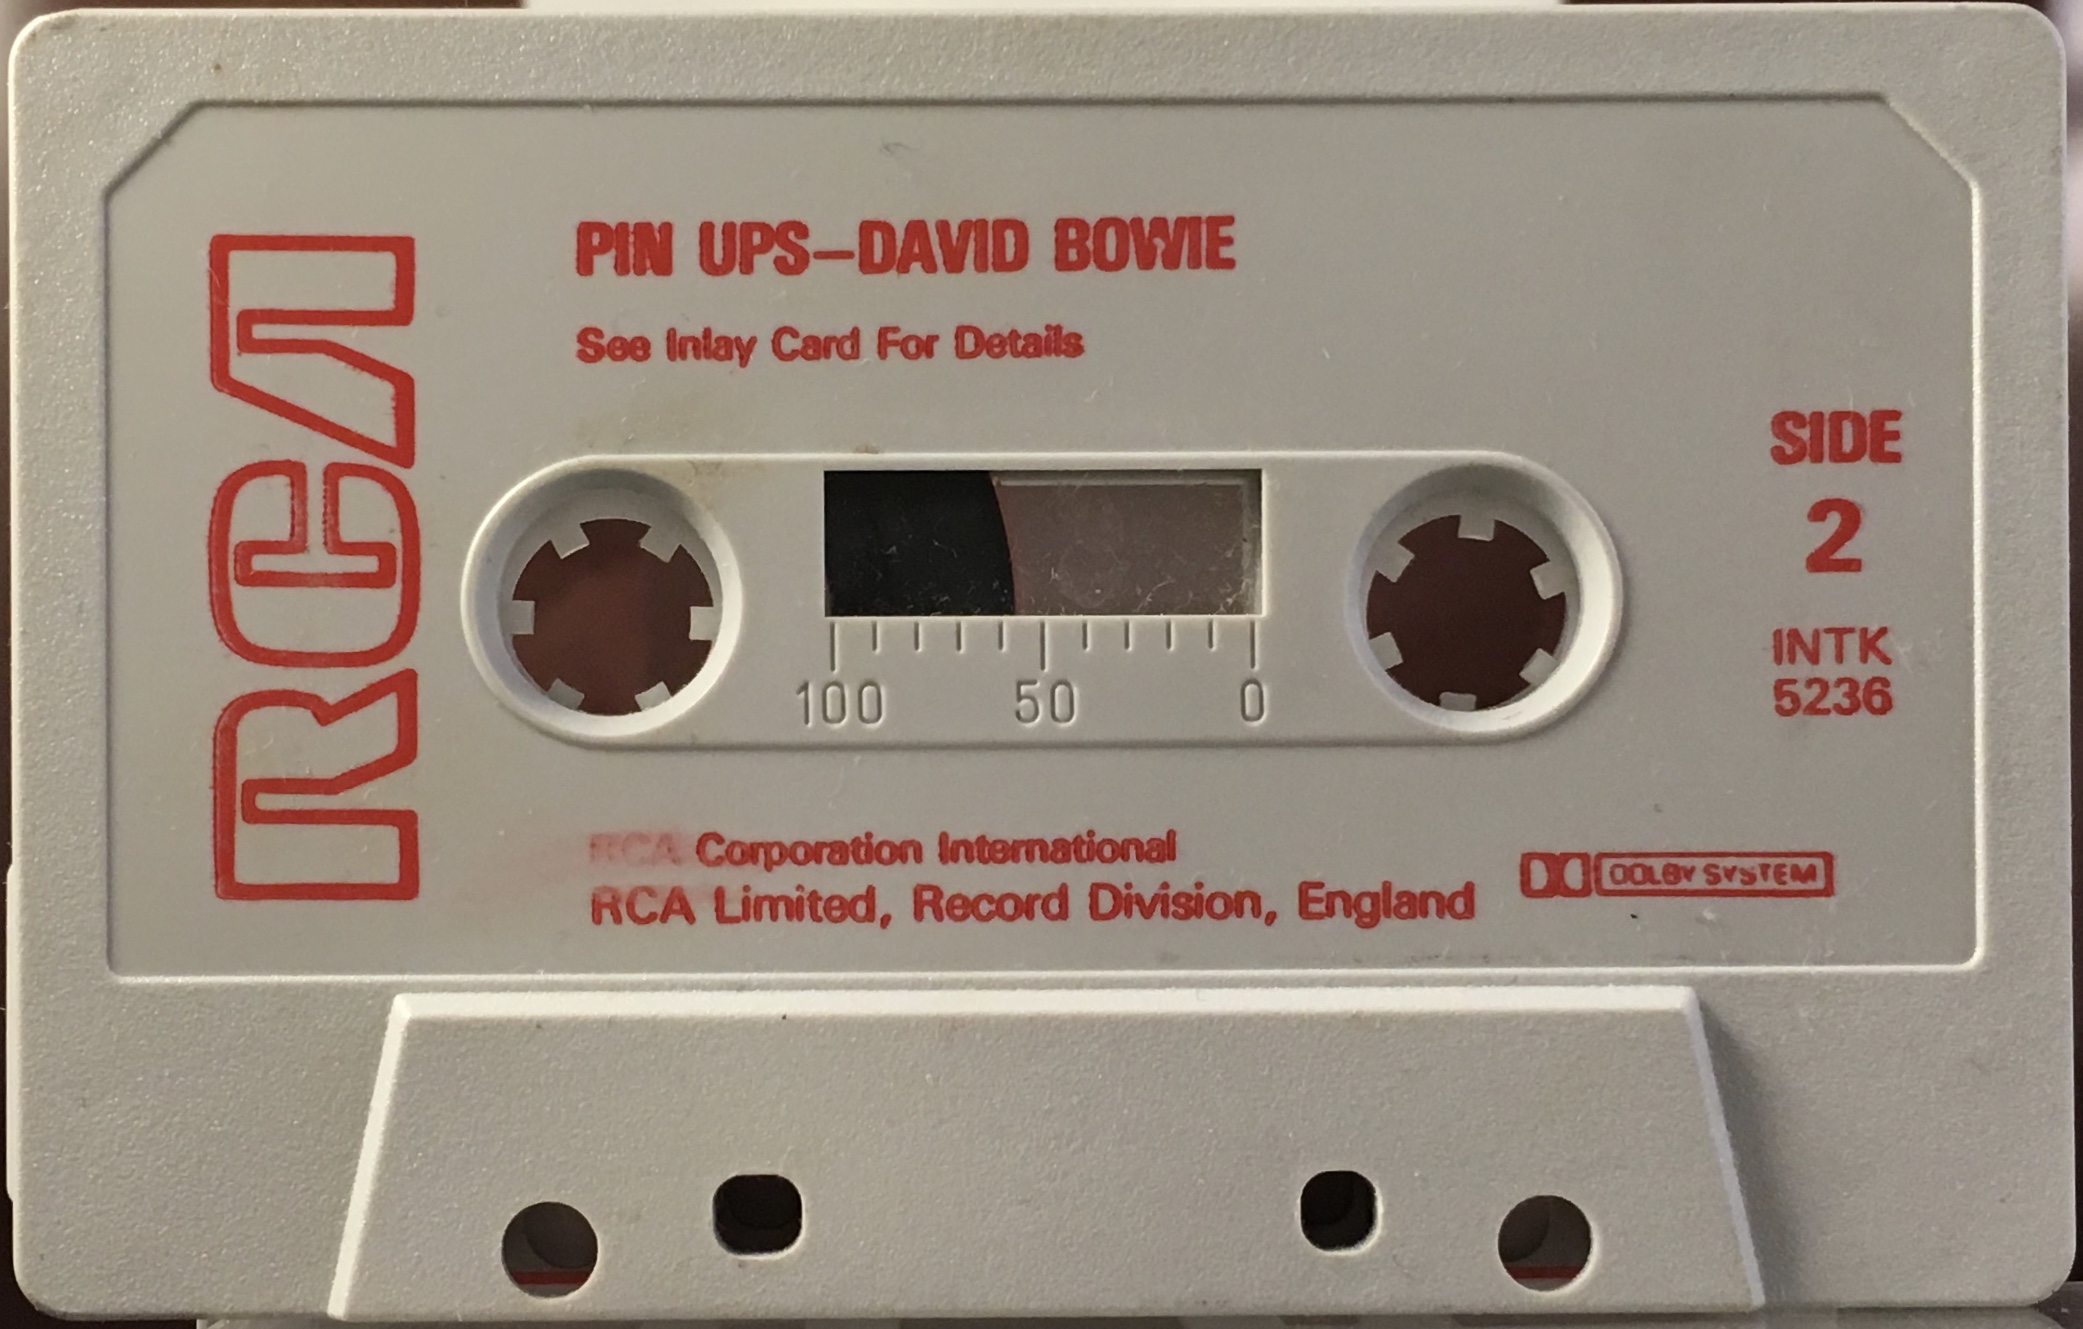 RCA
PIN UPS–DAVID BOWIE
See Inlay Card For Details
SIDE
2
INTK
5236
100 50 0
RCA Corporation International
RCA Limited, Record Division, England
DOLBY SYSTEM